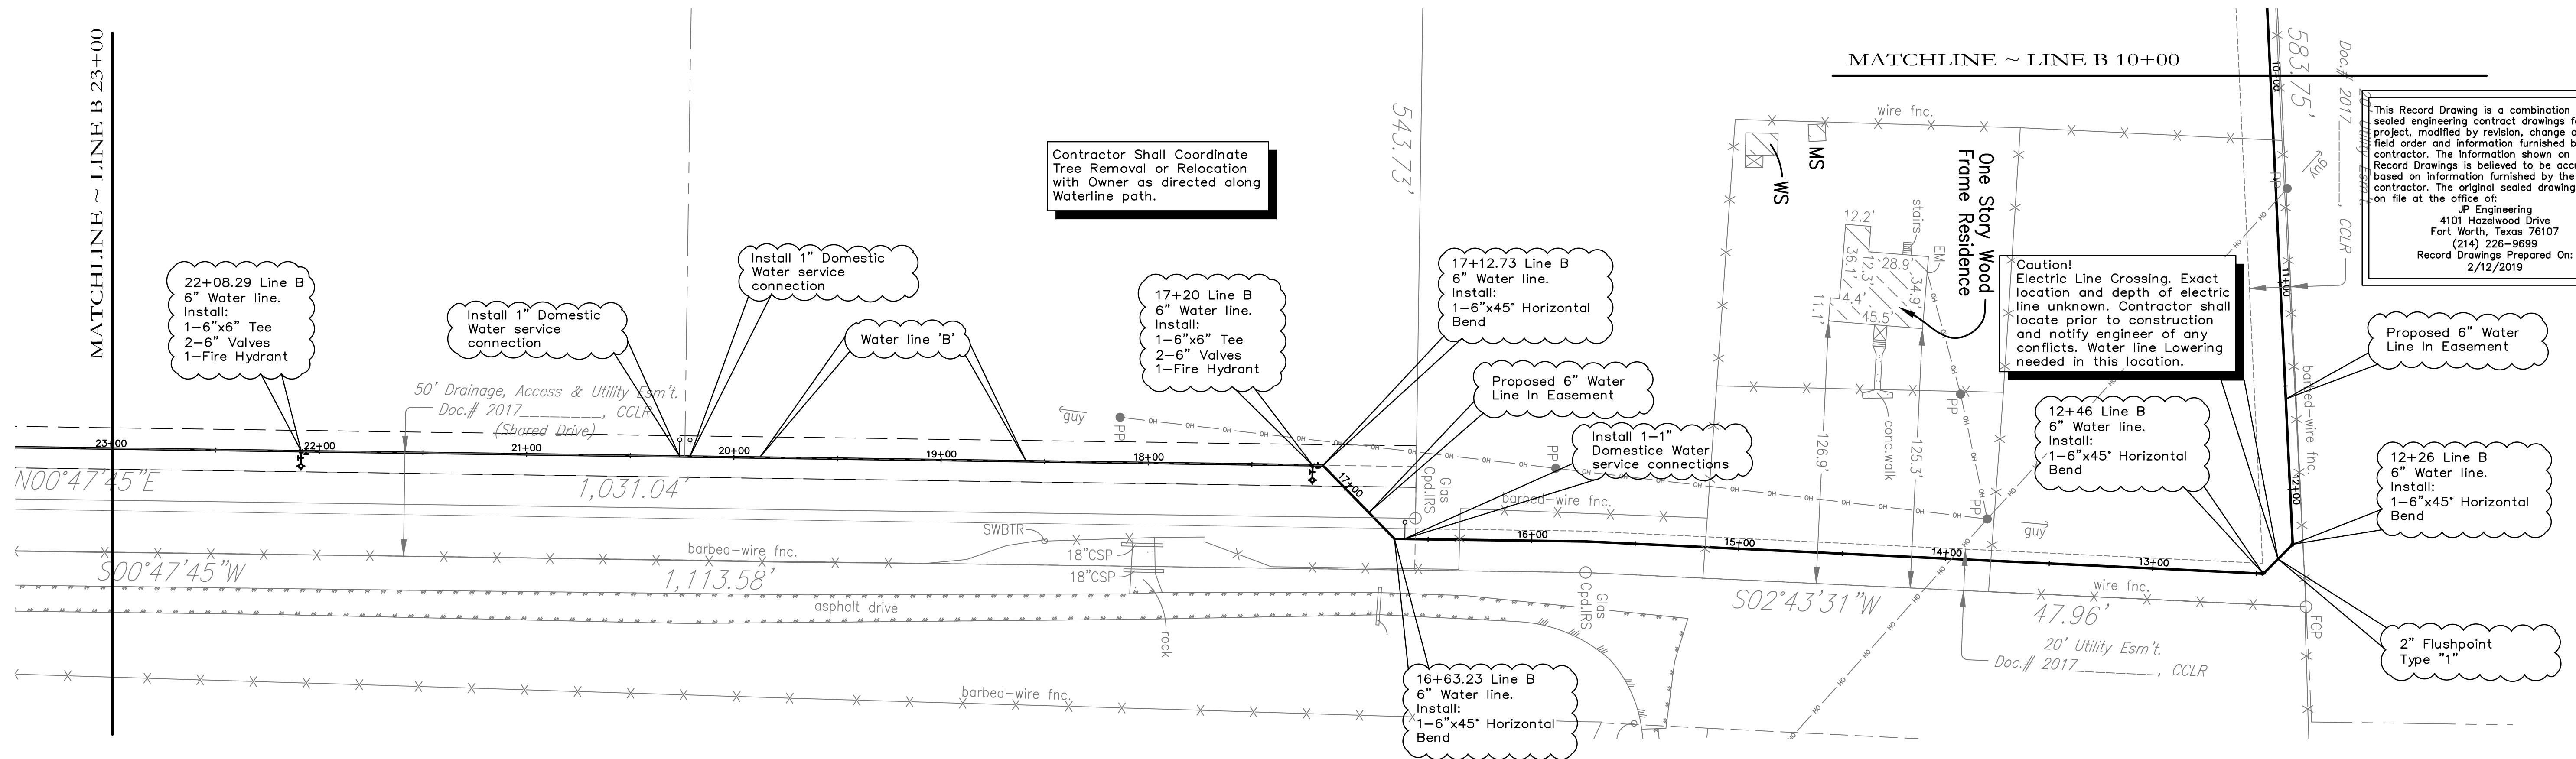 MATCHLINE ~ LINE B 23+00
22+08.29 Line B
6" Water line.
Install:
1-6"x6" Tee
2-6" Valves
1-Fire Hydrant
Install 1" Domestic
Water service
connection
Install 1" Domestic
Water service
connection
Water line 'B'
50' Drainage, Access & Utility Esm't.
Doc.# 2017________, CCLR
(Shared Drive)
Contractor Shall Coordinate
Tree Removal or Relocation
with Owner as directed along
Waterline path.
17+20 Line B
6" Water line.
Install:
1-6"x6" Tee
2-6" Valves
1-Fire Hydrant
543.73'
17+12.73 Line B
6" Water line.
Install:
1-6"x45° Horizontal
Bend
Proposed 6" Water
Line In Easement
Install 1-1"
Domestice Water
service connections
guy
PP
OH
PP
23+00
22+00
21+00
20+00
19+00
18+00
17+00
16+00
15+00
14+00
13+00
12+00
11+00
10+00
N00°47'45"E
1,031.04'
S00°47'45"W
1,113.58'
barbed-wire fnc.
SWBTR
18"CSP
18"CSP
asphalt drive
rock
barbed-wire fnc.
Glas
Cpd.IRS
barbed-wire fnc.
Glas
Cpd.IRS
16+63.23 Line B
6" Water line.
Install:
1-6"x45° Horizontal
Bend
MATCHLINE ~ LINE B 10+00
wire fnc.
WS
MS
One Story Wood
Frame Residence
stairs
EM
12.2'
36.1'
12.3'
28.9'
34.9'
4.4'
11.1'
45.5'
conc.walk
126.9'
125.3'
PP
PP
guy
S02°43'31"W
47.96'
wire fnc.
20' Utility Esm't.
Doc.# 2017________, CCLR
FCP
Caution!
Electric Line Crossing. Exact
location and depth of electric
line unknown. Contractor shall
locate prior to construction
and notify engineer of any
conflicts. Water line Lowering
needed in this location.
12+46 Line B
6" Water line.
Install:
1-6"x45° Horizontal
Bend
583.75'
20' Utility Esm't.
Doc.# 2017________, CCLR
guy
PP
barbed-wire fnc.
This Record Drawing is a combination
sealed engineering contract drawings f
project, modified by revision, change o
field order and information furnished b
contractor. The information shown on
Record Drawings is believed to be acc
based on information furnished by the
contractor. The original sealed drawing
on file at the office of:
JP Engineering
4101 Hazelwood Drive
Fort Worth, Texas 76107
(214) 226-9699
Record Drawings Prepared On:
2/12/2019
Proposed 6" Water
Line In Easement
12+26 Line B
6" Water line.
Install:
1-6"x45° Horizontal
Bend
2" Flushpoint
Type "1"